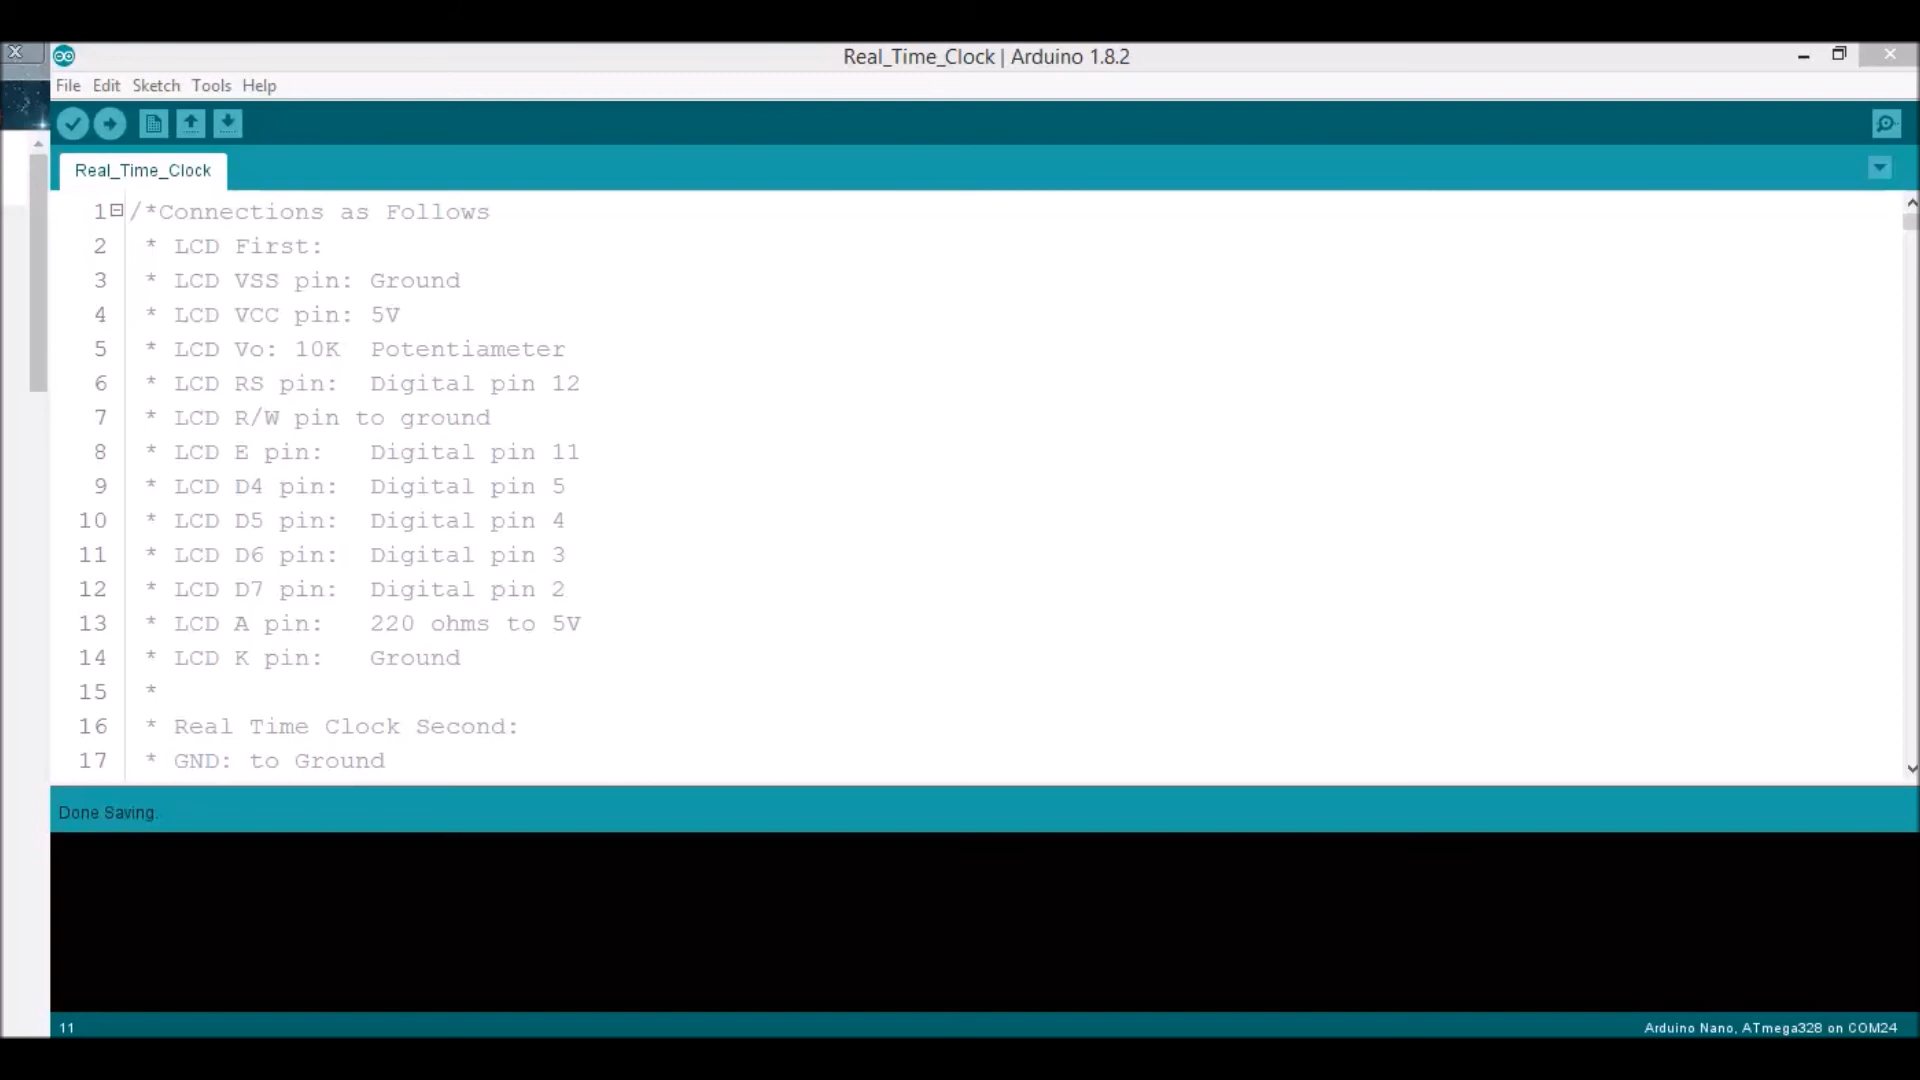 Real_Time_Clock | Arduino 1.8.2
File Edit Sketch Tools Help
Real_Time_Clock
1 /*Connections as Follows
2 * LCD First:
3 * LCD VSS pin: Ground
4 * LCD VCC pin: 5V
5 * LCD Vo: 10K Potentiameter
6 * LCD RS pin: Digital pin 12
7 * LCD R/W pin to ground
8 * LCD E pin: Digital pin 11
9 * LCD D4 pin: Digital pin 5
10 * LCD D5 pin: Digital pin 4
11 * LCD D6 pin: Digital pin 3
12 * LCD D7 pin: Digital pin 2
13 * LCD A pin: 220 ohms to 5V
14 * LCD K pin: Ground
15 *
16 * Real Time Clock Second:
17 * GND: to Ground
Done Saving.
11
Arduino Nano, ATmega328 on COM24